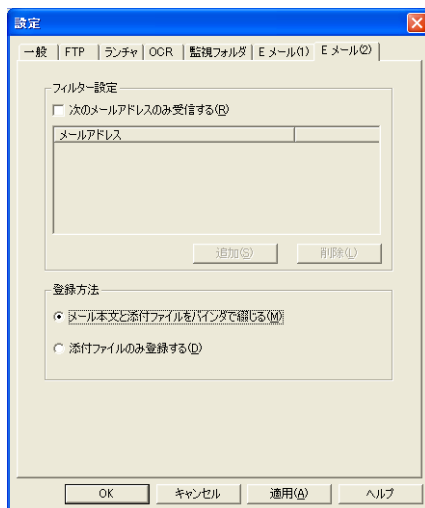 設定
一般 FTP ランチャ OCR 監視フォルダ Eメール(1) Eメール(2)
フィルター設定
次のメールアドレスのみ受信する(R)
メールアドレス
追加(S) 削除(L)
登録方法
メール本文と添付ファイルをバインダで綴じる(M)
添付ファイルのみ登録する(D)
OK キャンセル 適用(A) ヘルプ